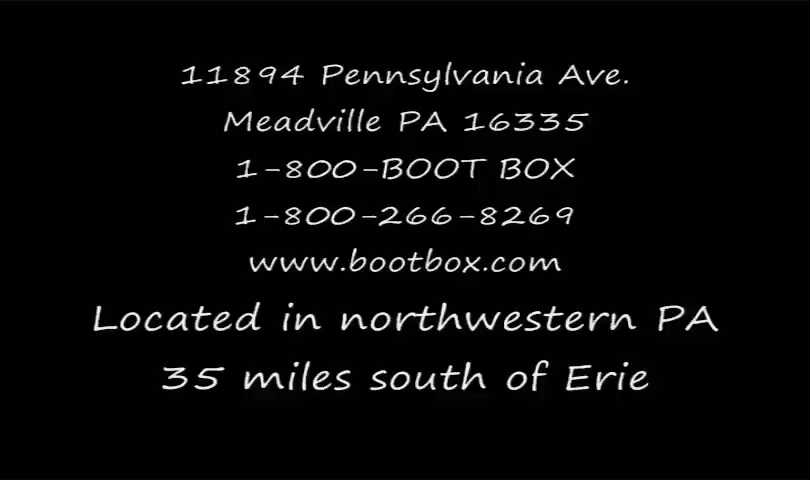 11894 Pennsylvania Ave.
Meadville PA 16335
1-800-BOOT BOX
1-800-266-8269
www.bootbox.com
Located in northwestern PA
35 miles south of Erie